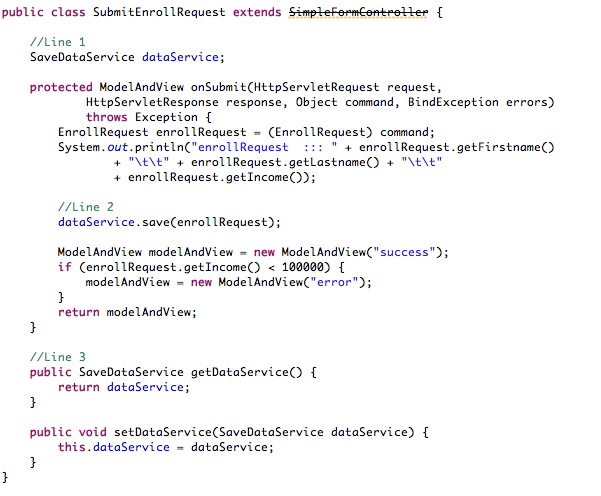 public class SubmitEnrollRequest extends SimpleFormController {
//Line 1
SaveDataService dataService;
protected ModelAndView onSubmit(HttpServletRequest request,
HttpServletResponse response, Object command, BindException errors)
throws Exception {
EnrollRequest enrollRequest = (EnrollRequest) command;
System.out.println("enrollRequest ::: " + enrollRequest.getFirstname()
+ "\t\t" + enrollRequest.getLastname() + "\t\t"
+ enrollRequest.getIncome());
//Line 2
dataService.save(enrollRequest);
ModelAndView modelAndView = new ModelAndView("success");
if (enrollRequest.getIncome() < 100000) {
modelAndView = new ModelAndView("error");
}
return modelAndView;
}
//Line 3
public SaveDataService getDataService() {
return dataService;
}
public void setDataService(SaveDataService dataService) {
this.dataService = dataService;
}
}